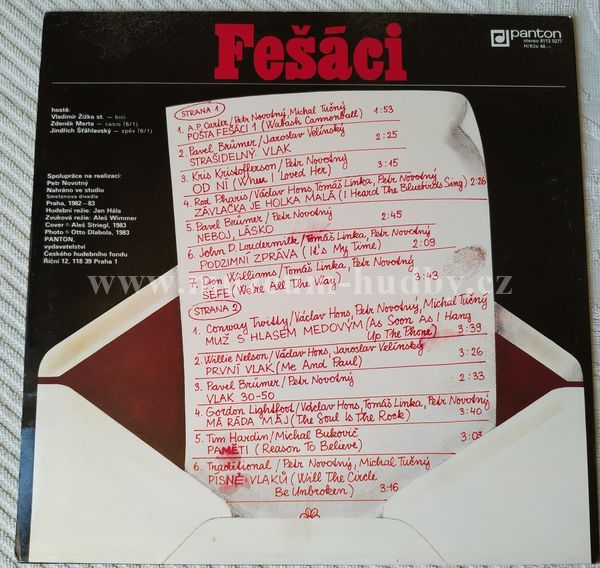 Fešáci
panton
stereo 8113 0277
H/Kčs 44,–
hosté:
Vladimír Žižka st. – bicí
Zdeněk Merta – casio (6/1)
Jindřich Šťáhlavský – zpěv (6/1)
Spolupráce na realizaci:
Petr Novotný
Nahráno ve studiu
Smetanova divadla
Praha, 1982–83
Hudební režie: Jan Hála
Zvuková režie: Aleš Wimmer
Cover © Aleš Striegl, 1983
Photo © Otto Dlabola, 1983
PANTON,
vydavatelství
Českého hudebního fondu
Říční 12, 118 39 Praha 1
STRANA 1
1. A.P. Carter/Petr Novotný, Michal Tučný 1:53
POŠTA FEŠÁCI 1 (Wabash Cannonball)
2. Pavel Brümer/Jaroslav Velínský 2:25
STRAŠIDELNÝ VLAK
3. Kris Kristofferson/Petr Novotný 3:15
OD NÍ (When I Loved Her)
4. Rod Pharis/Václav Hons, Tomáš Linka, Petr Novotný
ZÁVLAČKA JE HOLKA MALÁ (I Heard The Bluebirds Sing) 2:26
5. Pavel Brümer/Petr Novotný 2:45
NEBOJ, LÁSKO
6. John D. Loudermilk/Tomáš Linka, Petr Novotný
PODZIMNÍ ZPRÁVA (It's My Time) 2:09
7. Don Williams/Tomáš Linka, Petr Novotný
ŠÉFE (We're All The Way) 3:43
STRANA 2
1. Conway Twitty/Václav Hons, Petr Novotný, Michal Tučný
MUŽ S HLASEM MEDOVÝM (As Soon As I Hang
Up The Phone) 3:39
2. Willie Nelson/Václav Hons, Jaroslav Velínský
PRVNÍ VLAK (Me And Paul) 3:26
3. Pavel Brümer/Petr Novotný 2:33
VLAK 30-50
4. Gordon Lightfoot/Václav Hons, Tomáš Linka, Petr Novotný
MÁ RÁDA MÁJ (The Soul Is The Rock) 3:40
5. Tim Hardin/Michal Bukovič 3:03
PAMĚTI (Reason To Believe)
6. Traditional/Petr Novotný, Michal Tučný
PÍSNĚ VLAKŮ (Will The Circle
Be Unbroken) 3:16